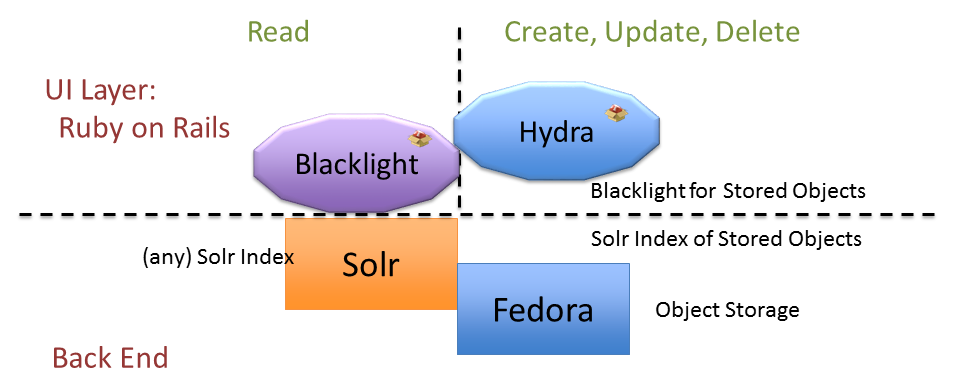 Read
Create, Update, Delete
UI Layer:
Ruby on Rails
Hydra
Blacklight
Blacklight for Stored Objects
Solr Index of Stored Objects
(any) Solr Index
Solr
Fedora
Object Storage
Back End